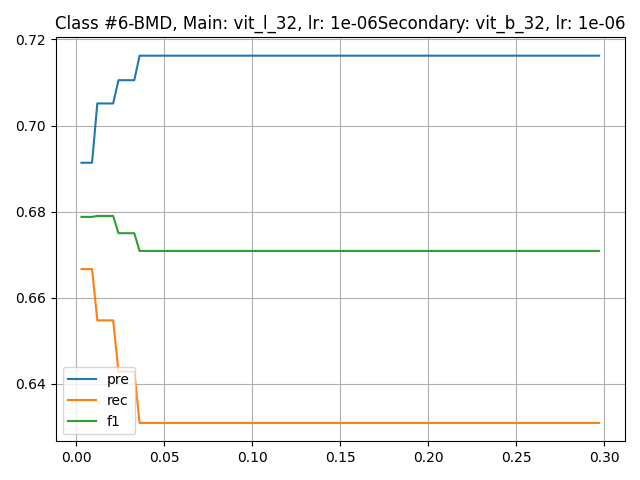 Class #6-BMD, Main: vit_l_32, lr: 1e-06Secondary: vit_b_32, lr: 1e-06
0.72
0.70
0.68
0.66
0.64
pre
rec
f1
0.00 0.05 0.10 0.15 0.20 0.25 0.30